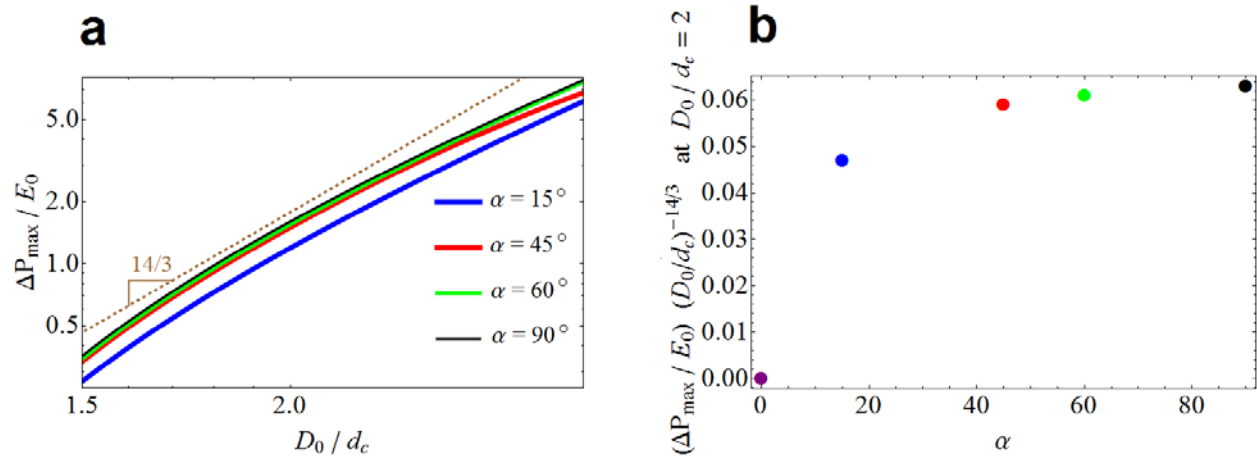 a
ΔP_max / E_0
5.0
2.0
1.0
0.5
14/3
α = 15°
α = 45°
α = 60°
α = 90°
1.5
2.0
D_0 / d_c
b
(ΔP_max / E_0) (D_0/d_c)^{-14/3} at D_0 / d_c = 2
0.06
0.05
0.04
0.03
0.02
0.01
0.00
0
20
40
60
80
α